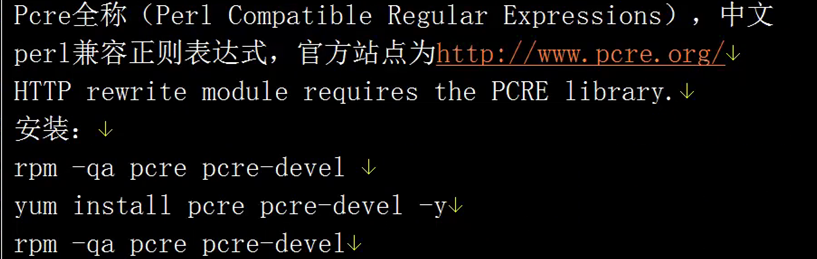 Pcre全称（Perl Compatible Regular Expressions），中文
perl兼容正则表达式，官方站点为http://www.pcre.org/↓
HTTP rewrite module requires the PCRE library.↓
安装：↓
rpm -qa pcre pcre-devel ↓
yum install pcre pcre-devel -y↓
rpm -qa pcre pcre-devel↓